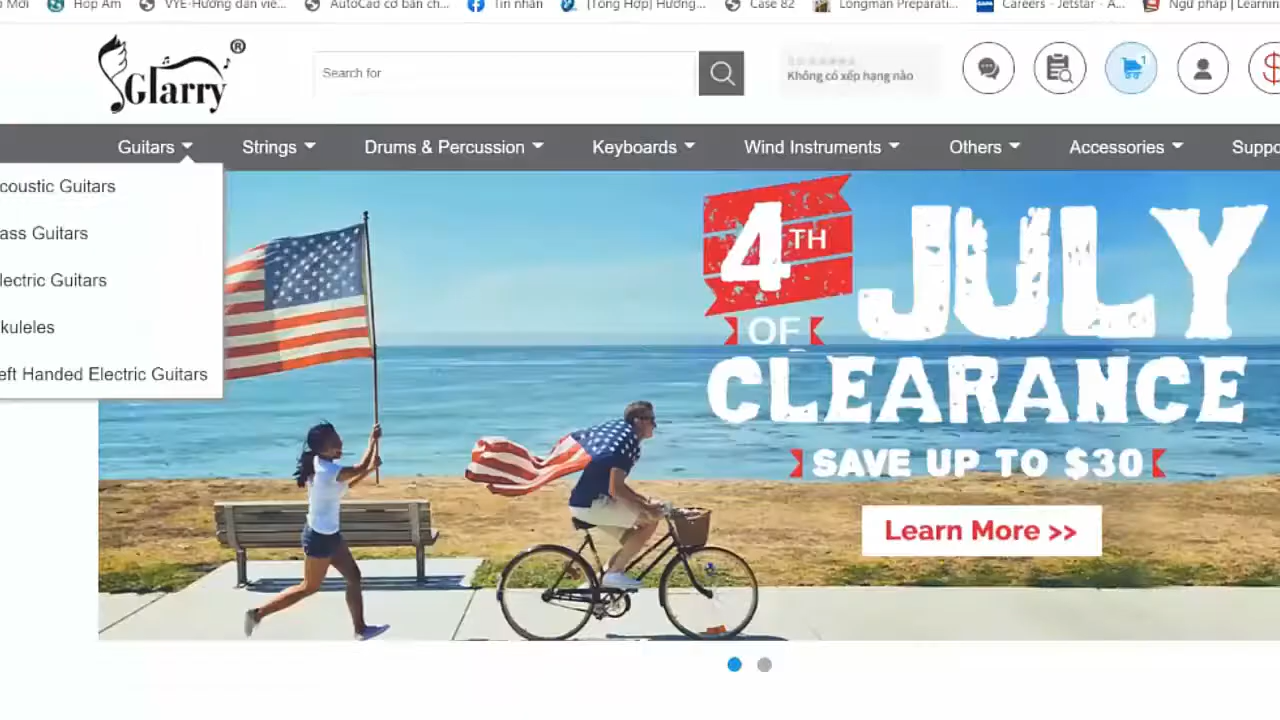 Mới
Hợp Âm
VYE-Hướng dẫn viê...
AutoCad cơ bản ch...
Tin nhắn
[Tổng Hợp] Hướng...
Case 82
Longman Preparati...
Careers - Jetstar - A...
Ngữ pháp | Learnin
Glarry ®
Search for
Không có xếp hạng nào
1
$
Guitars
Strings
Drums & Percussion
Keyboards
Wind Instruments
Others
Accessories
Suppo
coustic Guitars
ass Guitars
lectric Guitars
kuleles
eft Handed Electric Guitars
4TH
JULY
OF
CLEARANCE
SAVE UP TO $30
Learn More >>